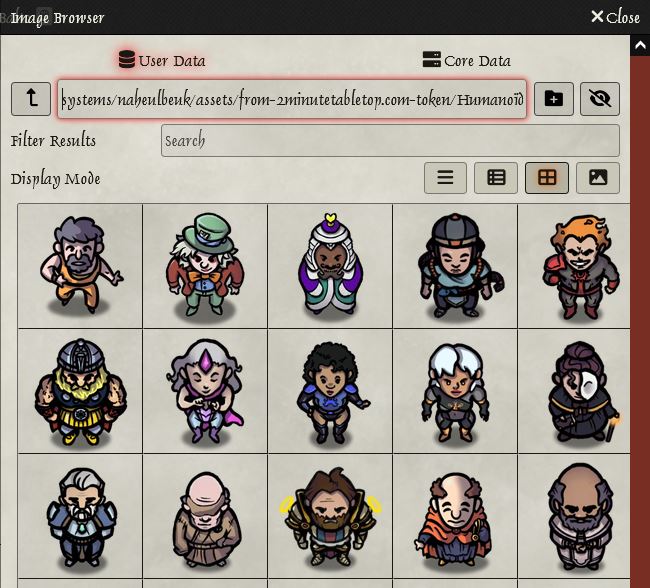 Image Browser
Close
User Data
Core Data
systems/naheulbeuk/assets/from-2minutetabletop.com-token/Humanoïd
Filter Results
Search
Display Mode